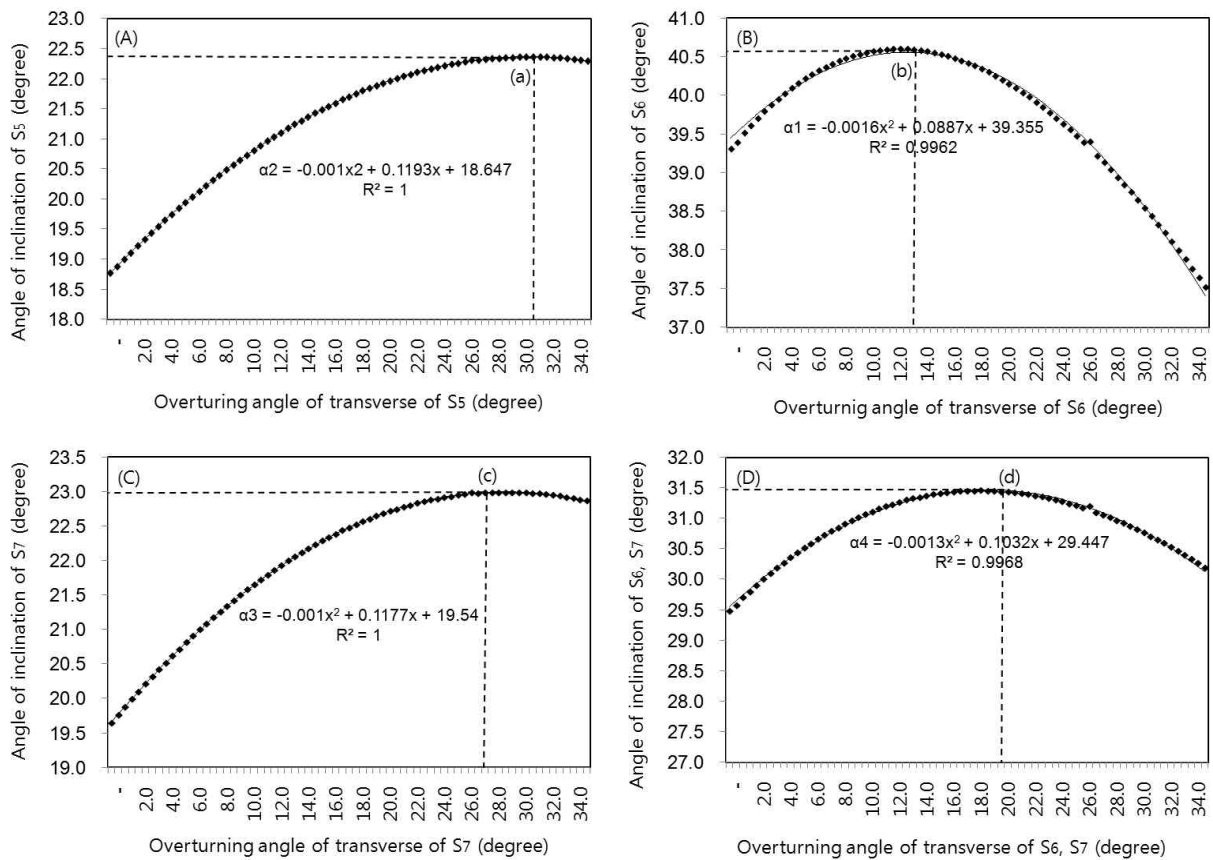 (A)
Angle of inclination of S5 (degree)
23.0
22.5
22.0
21.5
21.0
20.5
20.0
19.5
19.0
18.5
18.0
(a)
α2 = -0.001x2 + 0.1193x + 18.647
R² = 1
- 2.0 4.0 6.0 8.0 10.0 12.0 14.0 16.0 18.0 20.0 22.0 24.0 26.0 28.0 30.0 32.0 34.0
Overturing angle of transverse of S5 (degree)
(B)
Angle of inclination of S6 (degree)
41.0
40.5
40.0
39.5
39.0
38.5
38.0
37.5
37.0
(b)
α1 = -0.0016x² + 0.0887x + 39.355
R² = 0.9962
- 2.0 4.0 6.0 8.0 10.0 12.0 14.0 16.0 18.0 20.0 22.0 24.0 26.0 28.0 30.0 32.0 34.0
Overturnig angle of transverse of S6 (degree)
(C)
Angle of inclination of S7 (degree)
23.5
23.0
22.5
22.0
21.5
21.0
20.5
20.0
19.5
19.0
(c)
α3 = -0.001x² + 0.1177x + 19.54
R² = 1
- 2.0 4.0 6.0 8.0 10.0 12.0 14.0 16.0 18.0 20.0 22.0 24.0 26.0 28.0 30.0 32.0 34.0
Overturning angle of transverse of S7 (degree)
(D)
Angle of inclination of S6, S7 (degree)
32.0
31.5
31.0
30.5
30.0
29.5
29.0
28.5
28.0
27.5
27.0
(d)
α4 = -0.0013x² + 0.1032x + 29.447
R² = 0.9968
- 2.0 4.0 6.0 8.0 10.0 12.0 14.0 16.0 18.0 20.0 22.0 24.0 26.0 28.0 30.0 32.0 34.0
Overturning angle of transverse of S6, S7 (degree)